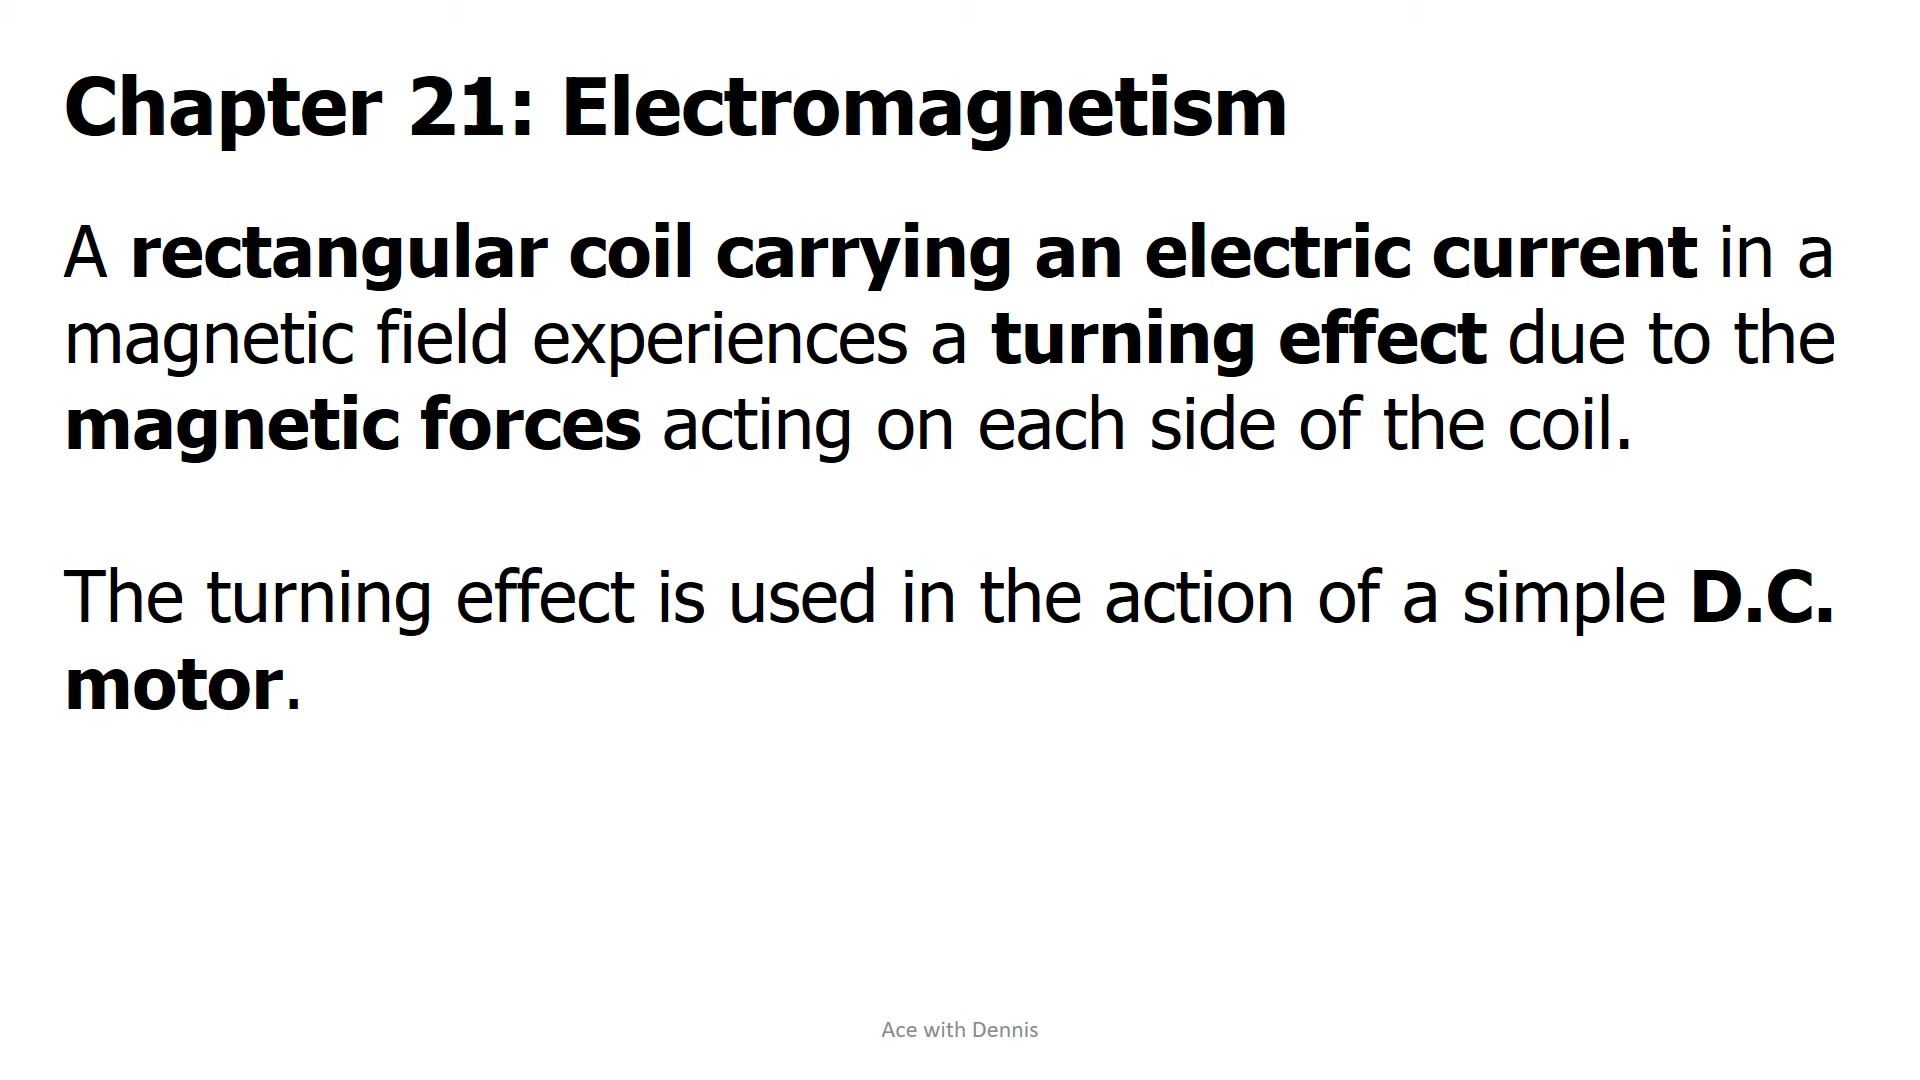 Chapter 21: Electromagnetism
A rectangular coil carrying an electric current in a
magnetic field experiences a turning effect due to the
magnetic forces acting on each side of the coil.
The turning effect is used in the action of a simple D.C.
motor.
Ace with Dennis